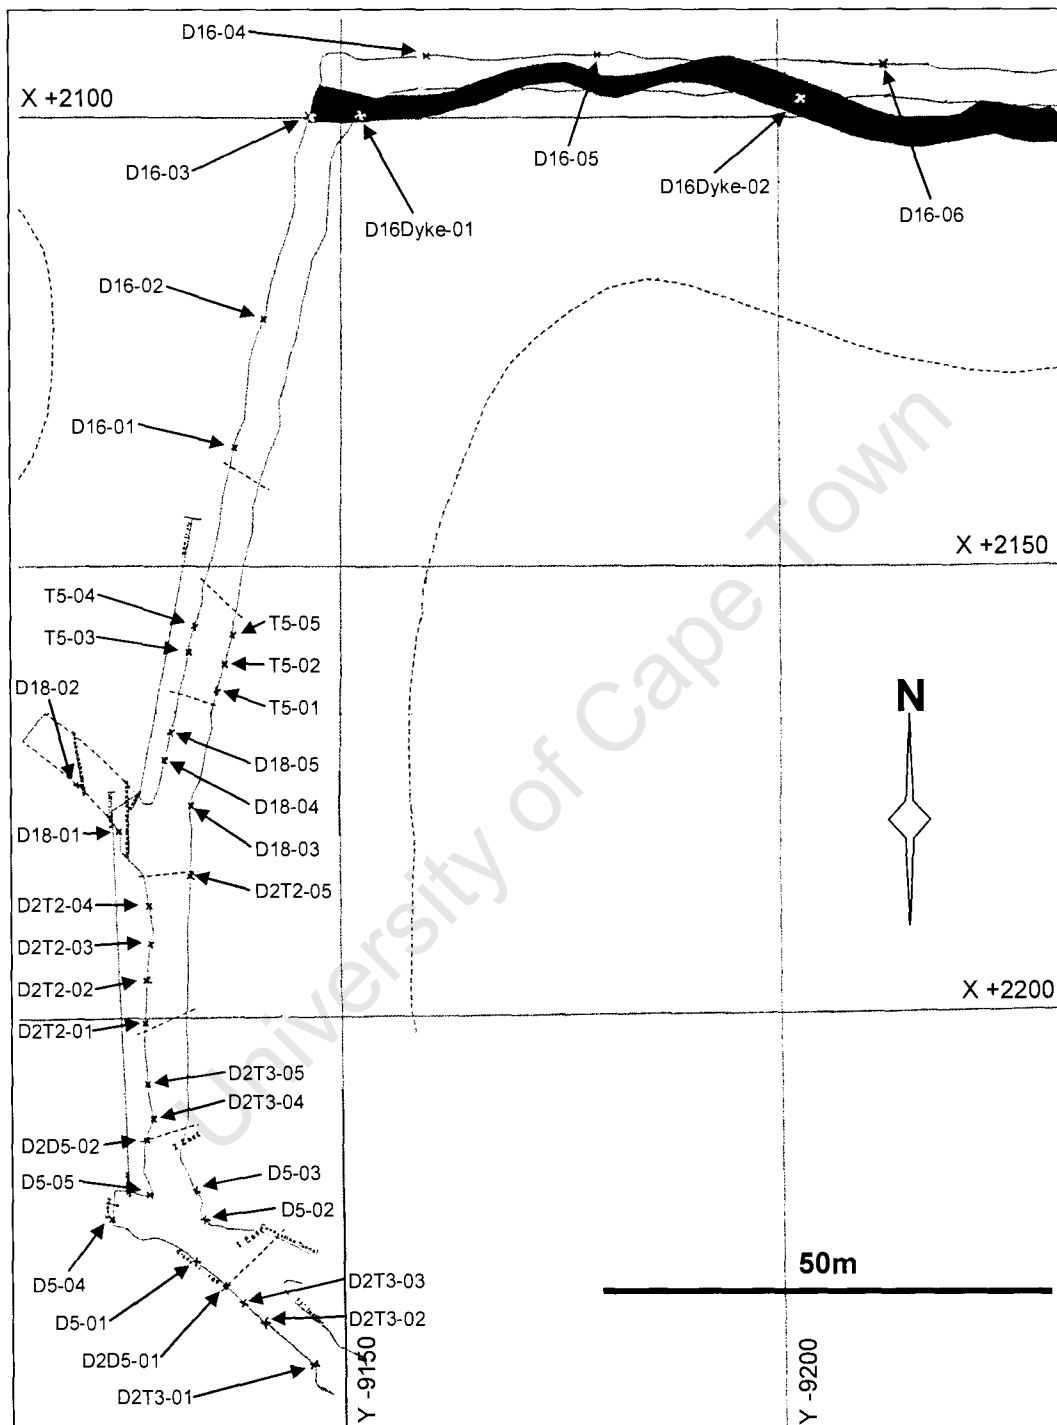 D16-04
X +2100
D16-03
D16-05
D16Dyke-02
D16-06
D16Dyke-01
D16-02
D16-01
X +2150
T5-04
T5-05
T5-03
T5-02
D18-02
T5-01
N
D18-05
D18-04
D18-01
D18-03
D2T2-05
D2T2-04
D2T2-03
D2T2-02
X +2200
D2T2-01
D2T3-05
D2T3-04
D2D5-02
D5-03
D5-05
D5-02
50m
D5-04
D2T3-03
D5-01
D2T3-02
D2D5-01
D2T3-01
Y -9150
Y -9200
University of Cape Town